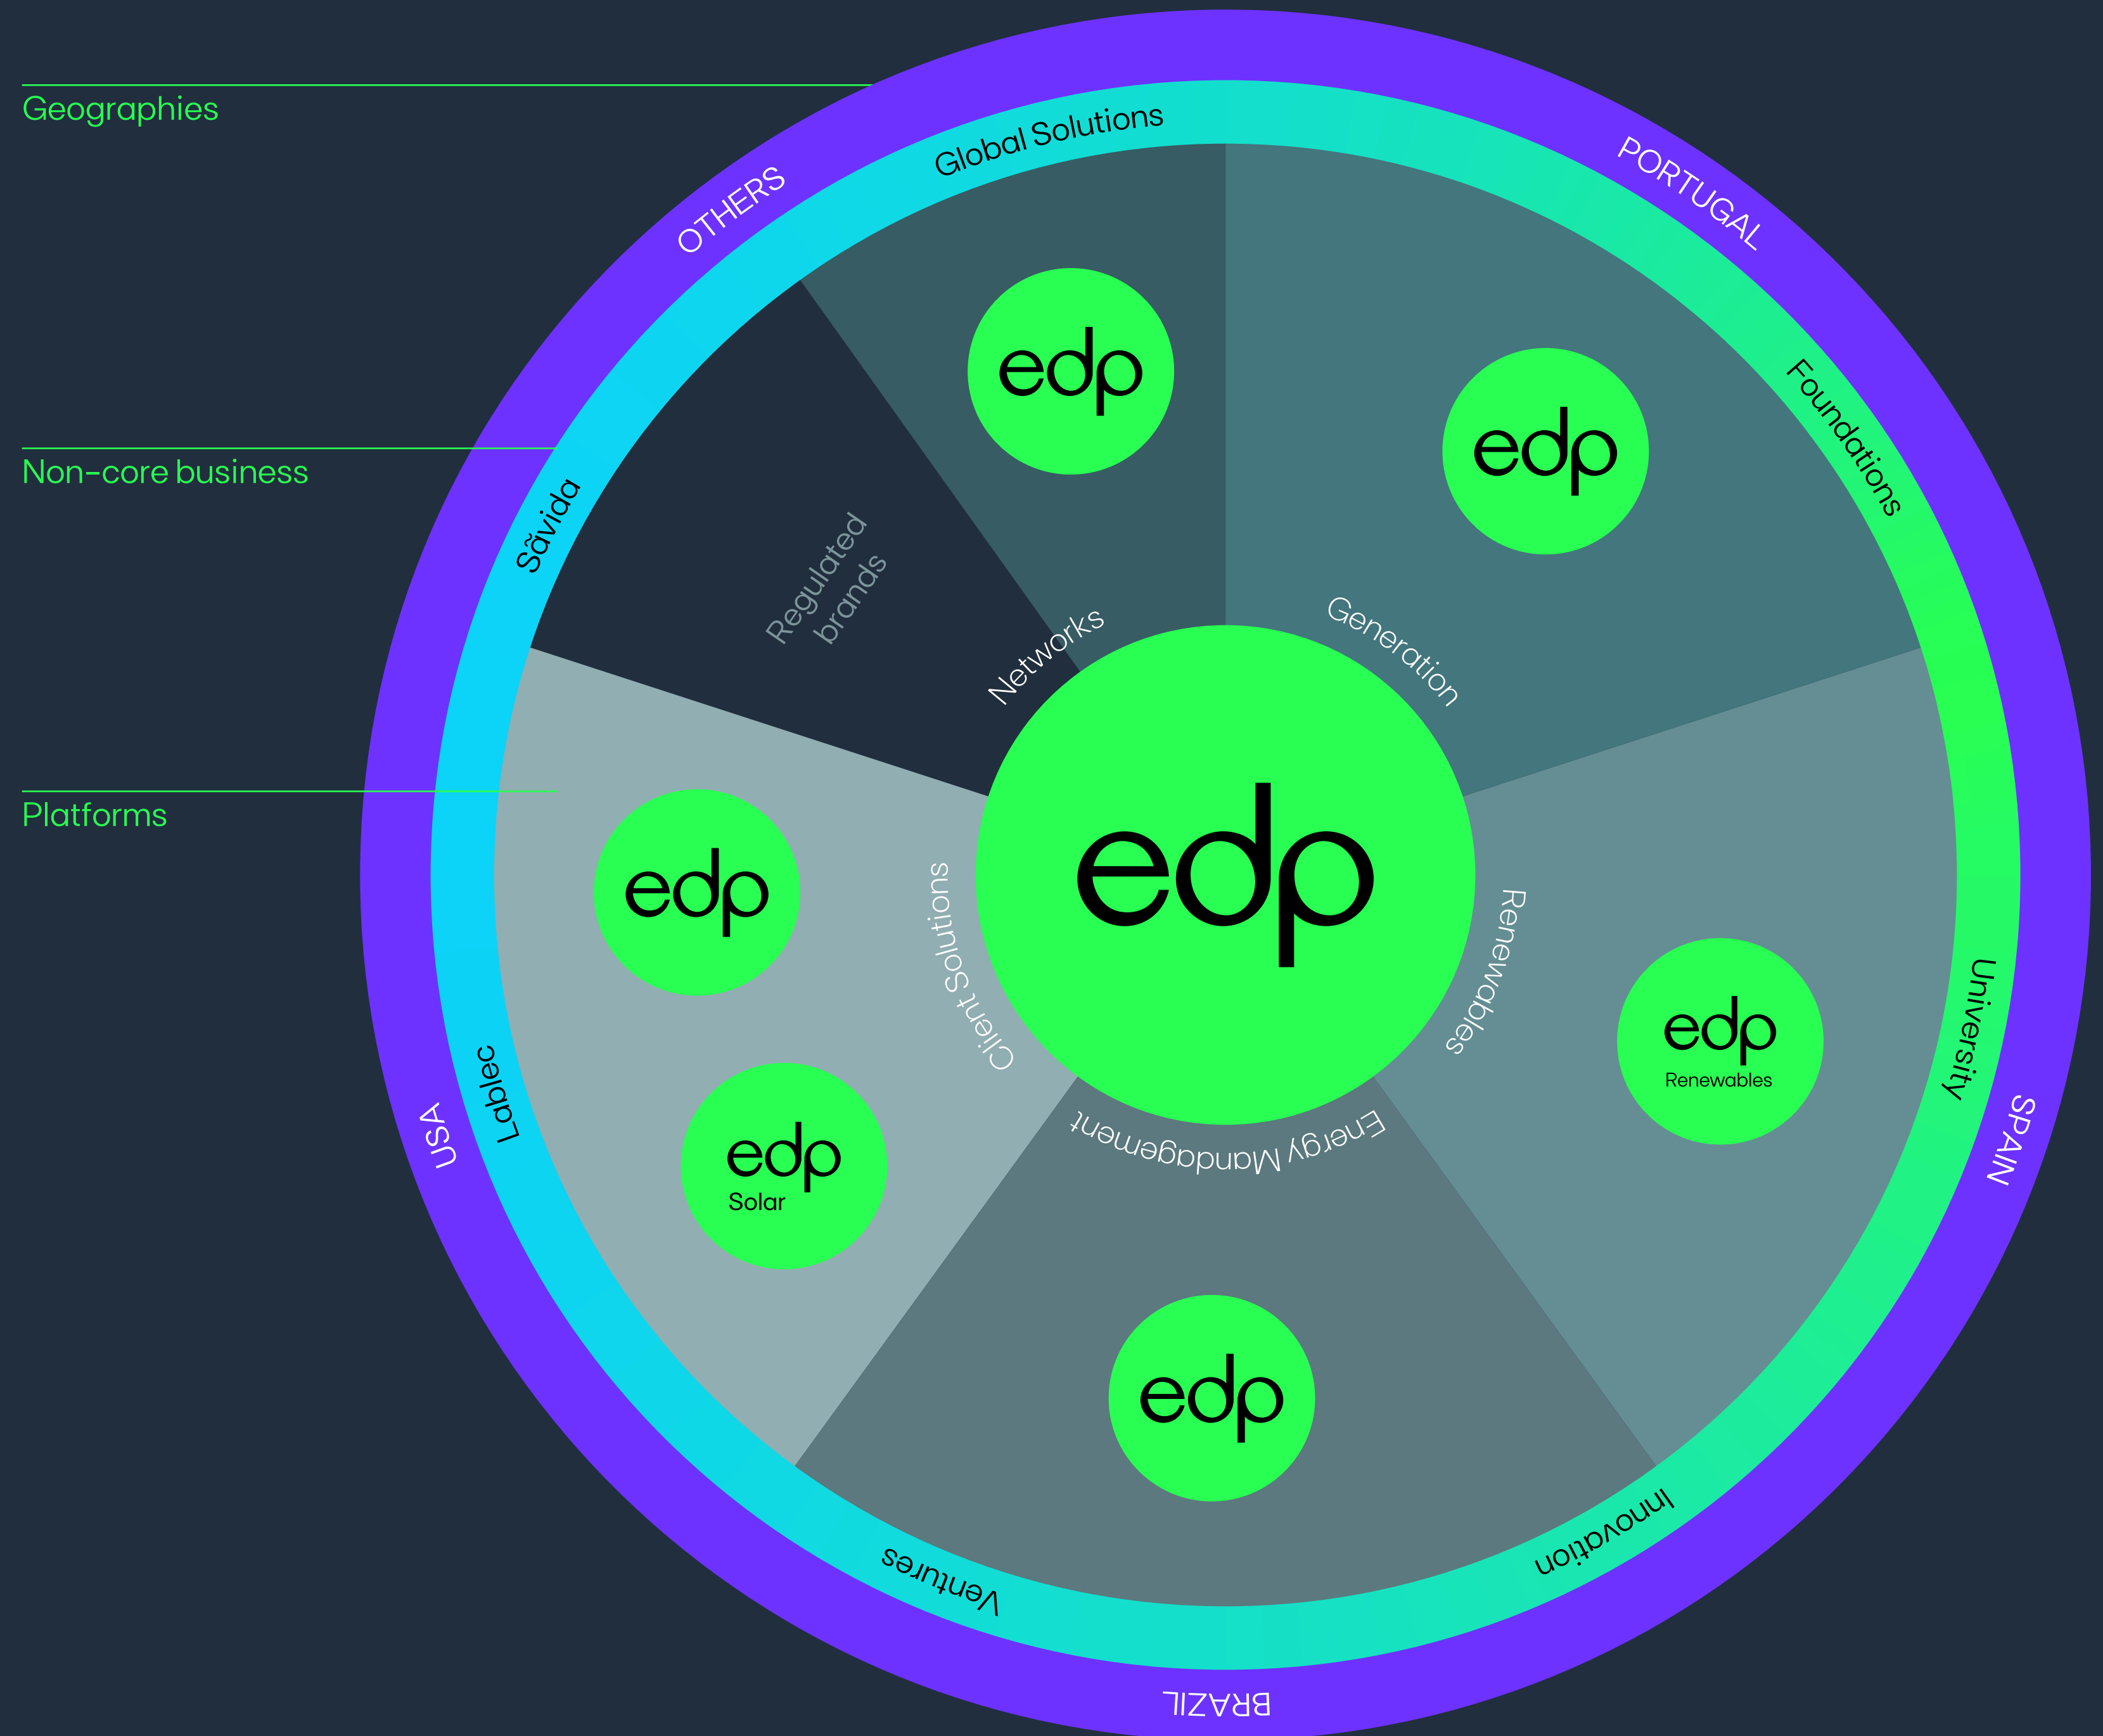 Geographies
Non-core business
Platforms
OTHERS
PORTUGAL
SPAIN
BRAZIL
USA
Global Solutions
Foundations
University
Innovation
Ventures
Lablec
Sãvida
edp
edp
Regulated
brands
Networks
Generation
edp
edp
edp
Renewables
Renewables
Client Solutions
edp
Solar
Energy Management
edp